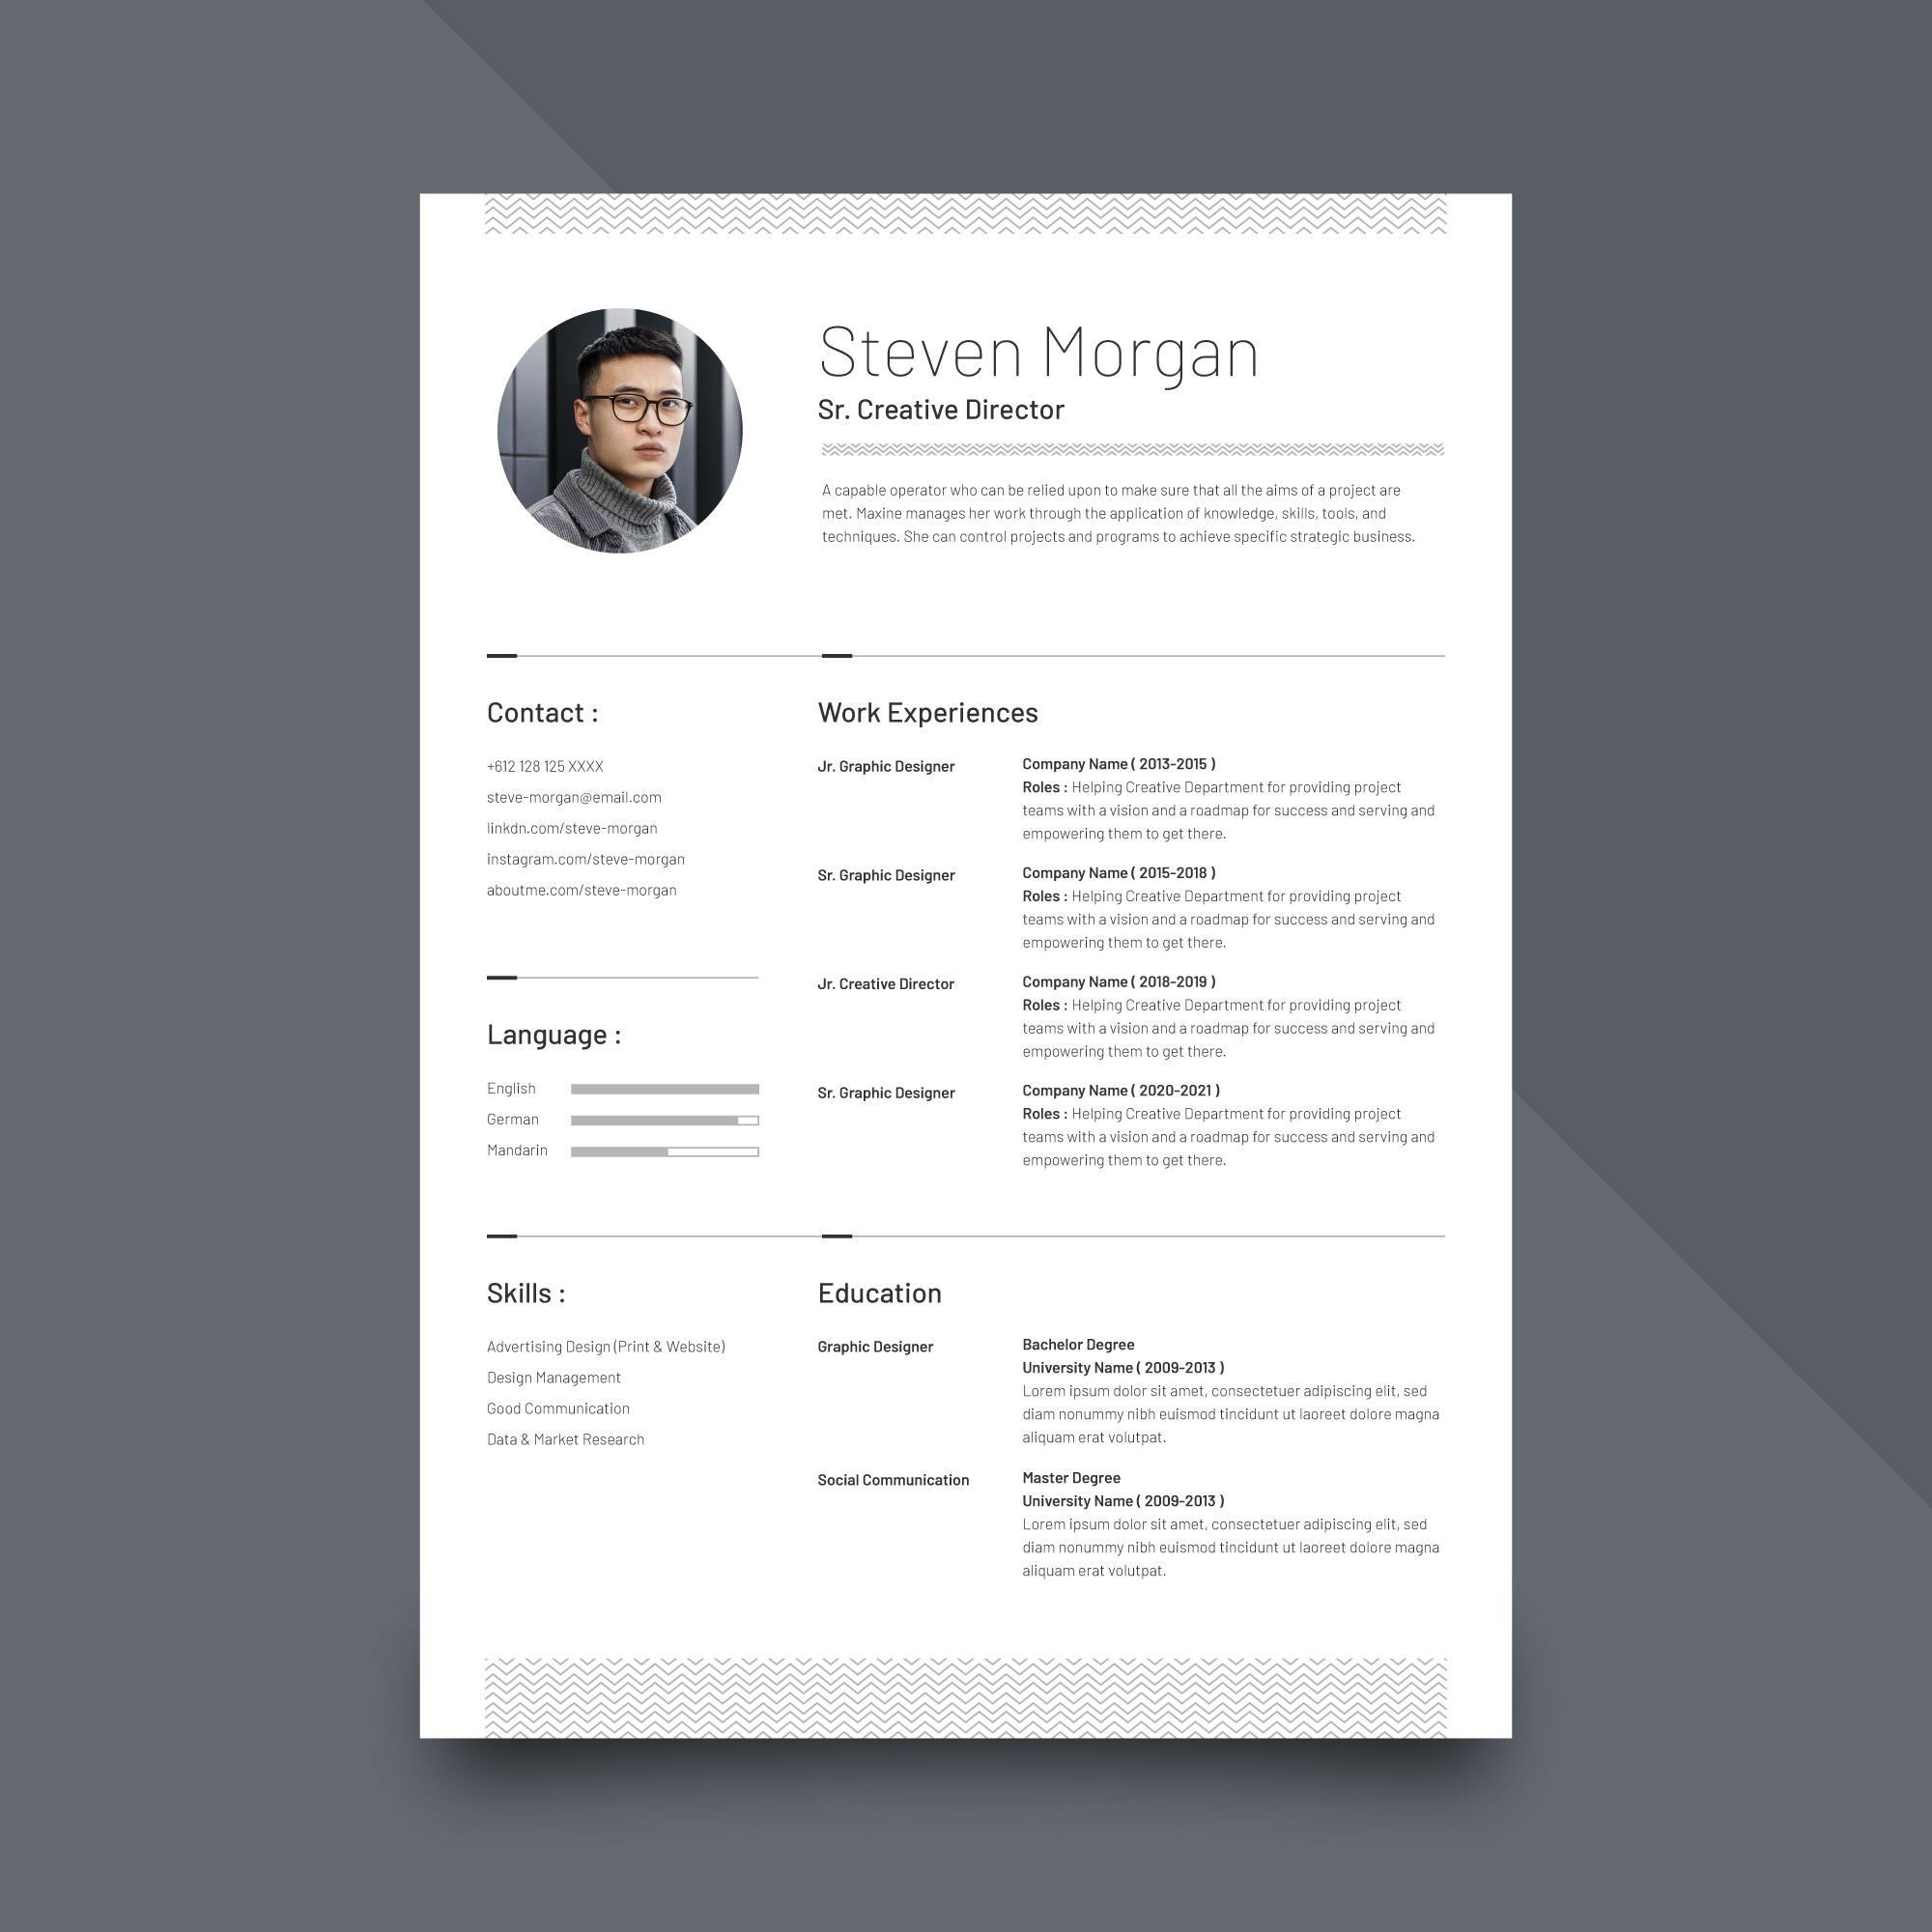 Steven Morgan
Sr. Creative Director
A capable operator who can be relied upon to make sure that all the aims of a project are
met. Maxine manages her work through the application of knowledge, skills, tools, and
techniques. She can control projects and programs to achieve specific strategic business.
Contact :
+612 128 125 XXXX
steve-morgan@email.com
linkdn.com/steve-morgan
instagram.com/steve-morgan
aboutme.com/steve-morgan
Language :
English
German
Mandarin
Work Experiences
Jr. Graphic Designer
Company Name ( 2013-2015 )
Roles : Helping Creative Department for providing project
teams with a vision and a roadmap for success and serving and
empowering them to get there.
Sr. Graphic Designer
Company Name ( 2015-2018 )
Roles : Helping Creative Department for providing project
teams with a vision and a roadmap for success and serving and
empowering them to get there.
Jr. Creative Director
Company Name ( 2018-2019 )
Roles : Helping Creative Department for providing project
teams with a vision and a roadmap for success and serving and
empowering them to get there.
Sr. Graphic Designer
Company Name ( 2020-2021 )
Roles : Helping Creative Department for providing project
teams with a vision and a roadmap for success and serving and
empowering them to get there.
Skills :
Advertising Design (Print & Website)
Design Management
Good Communication
Data & Market Research
Education
Graphic Designer
Bachelor Degree
University Name ( 2009-2013 )
Lorem ipsum dolor sit amet, consectetuer adipiscing elit, sed
diam nonummy nibh euismod tincidunt ut laoreet dolore magna
aliquam erat volutpat.
Social Communication
Master Degree
University Name ( 2009-2013 )
Lorem ipsum dolor sit amet, consectetuer adipiscing elit, sed
diam nonummy nibh euismod tincidunt ut laoreet dolore magna
aliquam erat volutpat.